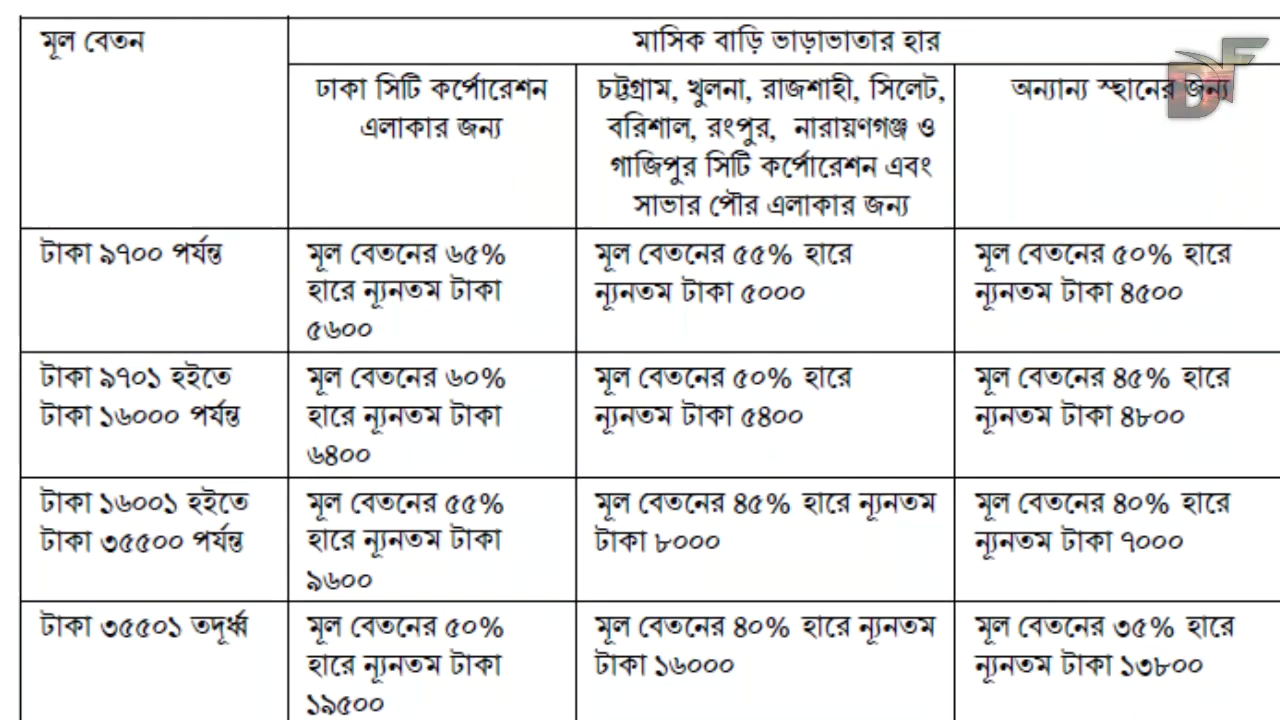 মূল বেতন
মাসিক বাড়ি ভাড়াভাতার হার
ঢাকা সিটি কর্পোরেশন
এলাকার জন্য
চট্টগ্রাম, খুলনা, রাজশাহী, সিলেট,
বরিশাল, রংপুর, নারায়ণগঞ্জ ও
গাজিপুর সিটি কর্পোরেশন এবং
সাভার পৌর এলাকার জন্য
অন্যান্য স্থানের জন্য
DF
টাকা ৯৭০০ পর্যন্ত
মূল বেতনের ৬৫%
হারে ন্যূনতম টাকা
৫৬০০
মূল বেতনের ৫৫% হারে
ন্যূনতম টাকা ৫০০০
মূল বেতনের ৫০% হারে
ন্যূনতম টাকা ৪৫০০
টাকা ৯৭০১ হইতে
টাকা ১৬০০০ পর্যন্ত
মূল বেতনের ৬০%
হারে ন্যূনতম টাকা
৬৪০০
মূল বেতনের ৫০% হারে
ন্যূনতম টাকা ৫৪০০
মূল বেতনের ৪৫% হারে
ন্যূনতম টাকা ৪৮০০
টাকা ১৬০০১ হইতে
টাকা ৩৫৫০০ পর্যন্ত
মূল বেতনের ৫৫%
হারে ন্যূনতম টাকা
৯৬০০
মূল বেতনের ৪৫% হারে ন্যূনতম
টাকা ৮০০০
মূল বেতনের ৪০% হারে
ন্যূনতম টাকা ৭০০০
টাকা ৩৫৫০১ তদূর্ধ্ব
মূল বেতনের ৫০%
হারে ন্যূনতম টাকা
১৯৫০০
মূল বেতনের ৪০% হারে ন্যূনতম
টাকা ১৬০০০
মূল বেতনের ৩৫% হারে
ন্যূনতম টাকা ১৩৮০০